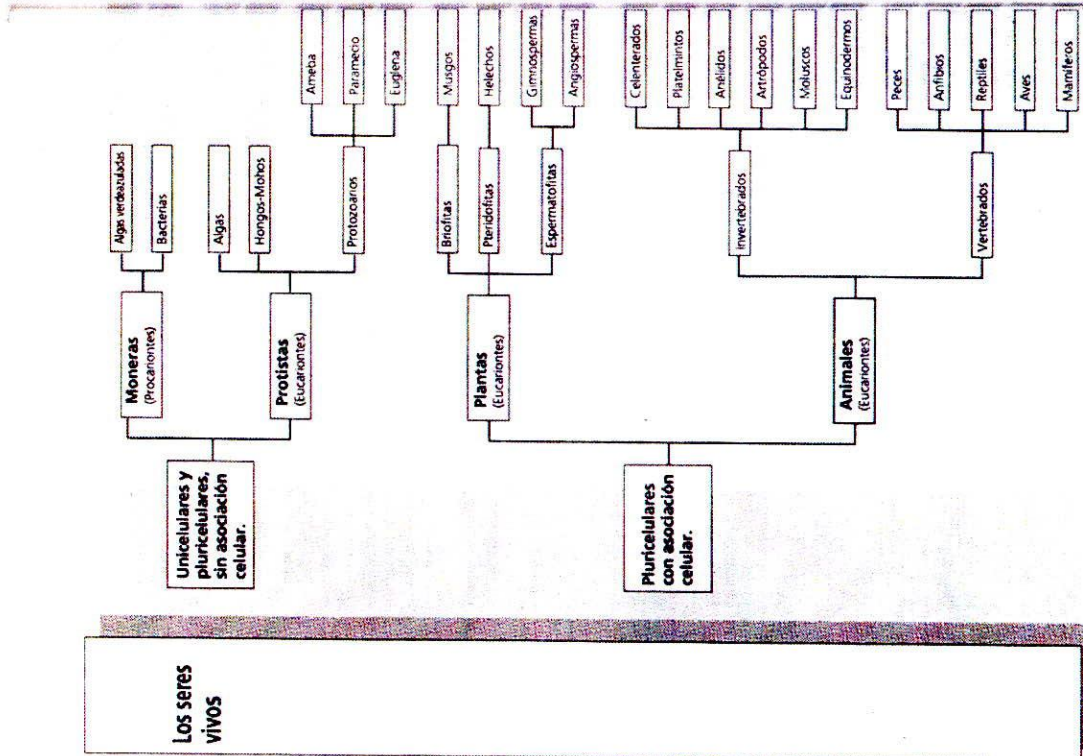 Los seres
vivos
Unicelulares y
pluricelulares,
sin asociación
celular.
Moneras
(Procariontes)
Algas verdeazuladas
Bacterias
Protistas
(Eucariontes)
Algas
Hongos-Mohos
Protozoarios
Ameba
Paramecio
Euglena
Pluricelulares
con asociación
celular.
Plantas
(Eucariontes)
Briofitas
Musgos
Pteridofitas
Helechos
Espermatofitas
Gimnospermas
Angiospermas
Animales
(Eucariontes)
invertebrados
Celenterados
Platelmintos
Anélidos
Artrópodos
Moluscos
Equinodermos
Vertebrados
Peces
Anfibios
Reptiles
Aves
Mamíferos